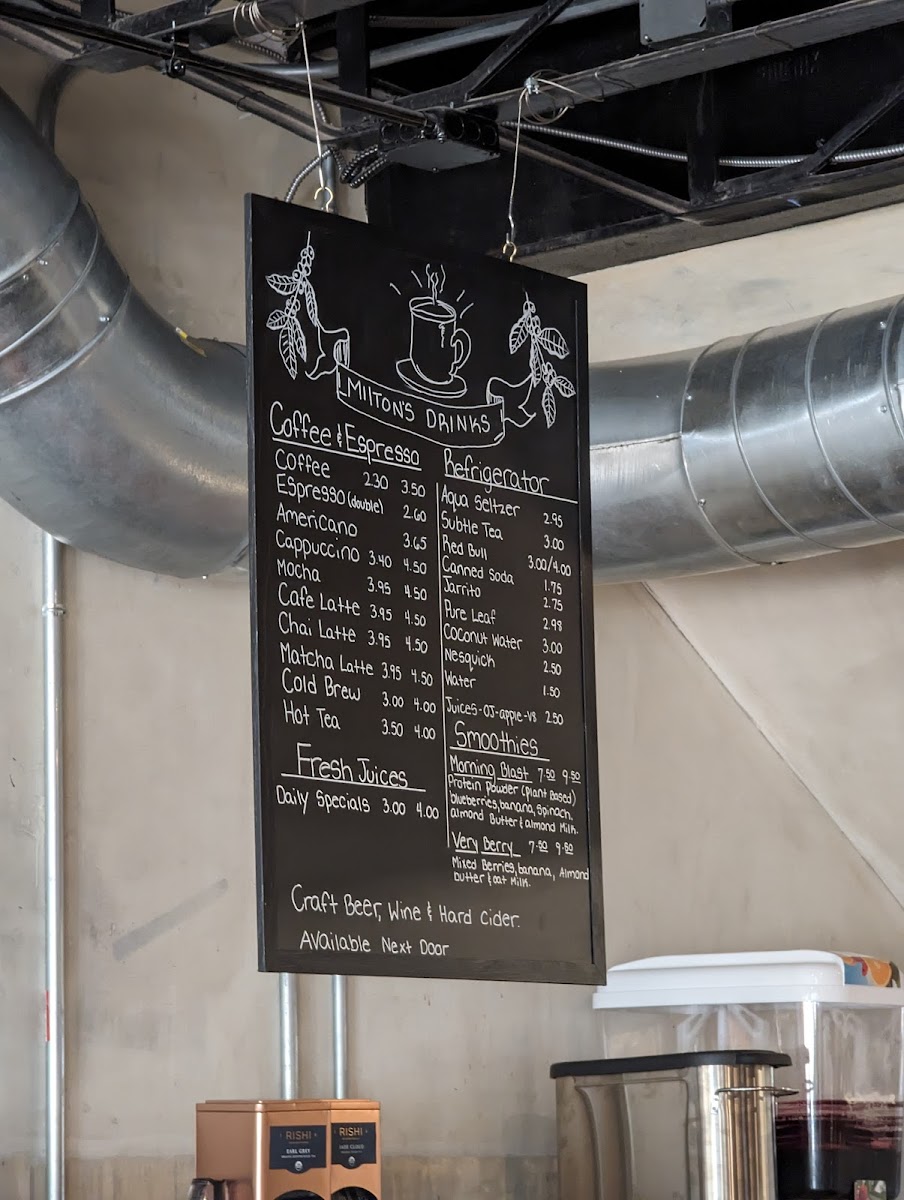 MILTON'S DRINKS
Coffee & Espresso
Coffee 2.30 3.50
Espresso (double) 2.60
Americano 3.65
Cappuccino 3.40 4.50
Mocha 3.95 4.50
Cafe Latte 3.95 4.50
Chai Latte 3.95 4.50
Matcha Latte 3.95 4.50
Cold Brew 3.00 4.00
Hot Tea 3.50 4.00
Fresh Juices
Daily Specials 3.00 4.00
Refrigerator
Aqua Seltzer 2.95
Subtle Tea 3.00
Red Bull 3.00/4.00
Canned Soda 1.75
Jarrito 2.75
Pure Leaf 2.98
Coconut Water 3.00
Nesquick 2.50
Water 1.50
Juices-OJ-apple-V8 2.50
Smoothies
Morning Blast 7.50 9.50
Protein Powder (Plant Based)
blueberries, banana, spinach,
almond Butter & almond Milk.
Very Berry 7.50 9.50
Mixed Berries, banana, Almond
butter & oat Milk.
Craft Beer, Wine & Hard Cider.
Available Next Door
RISHI
EARL GREY
RISHI